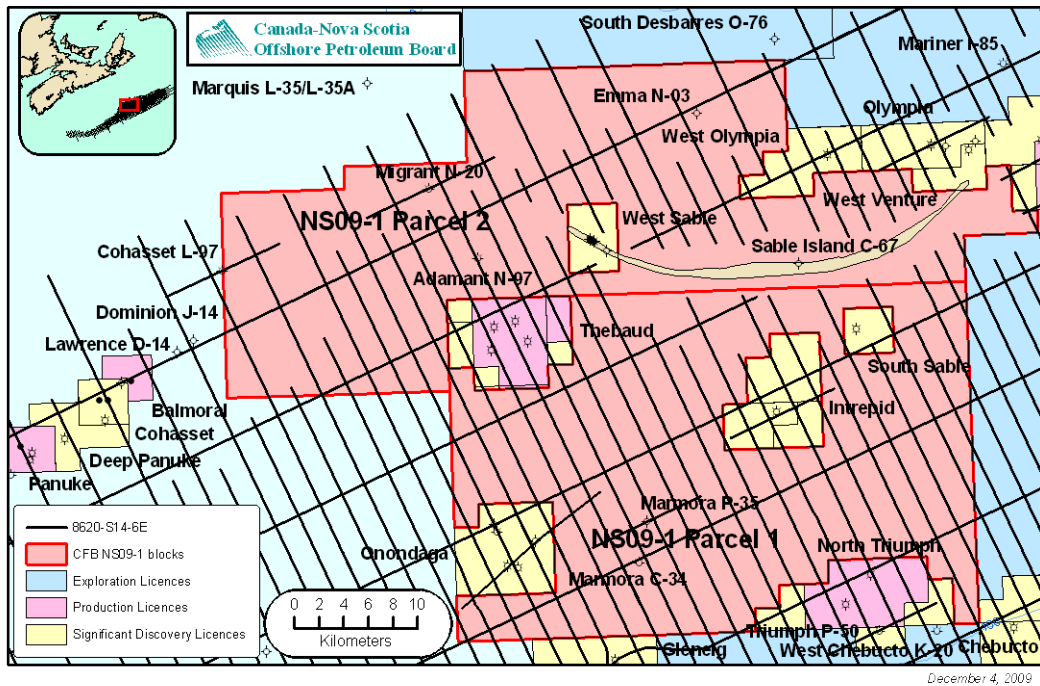 Canada-Nova Scotia
Offshore Petroleum Board
South Desbarres O-76
Mariner I-85
Marquis L-35/L-35A
Emma N-03
Olympia
West Olympia
Migrant N-20
NS09-1 Parcel 2
West Sable
West Venture
Cohasset L-97
Sable Island C-67
Adamant N-97
Dominion J-14
Thebaud
Lawrence D-14
South Sable
Balmoral
Intrepid
Cohasset
Deep Panuke
Panuke
Marmora P-35
NS09-1 Parcel 1
North Triumph
Onondaga
Marmora C-34
8620-S14-6E
CFB NS09-1 blocks
Exploration Licences
Production Licences
Significant Discovery Licences
0 2 4 6 8 10
Kilometers
Triumph P-50
Glenelg
West Chebucto K-20
Chebucto
December 4, 2009